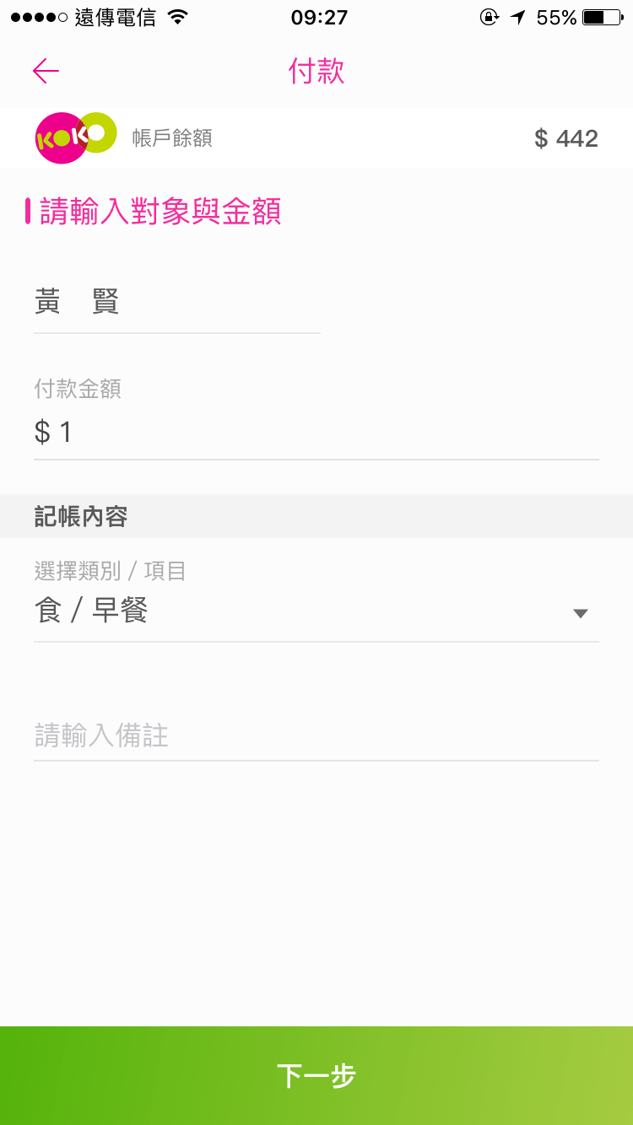 遠傳電信 09:27 55%
付款
KOKO 帳戶餘額 $ 442
請輸入對象與金額
黃 賢
付款金額
$ 1
記帳內容
選擇類別 / 項目
食 / 早餐
請輸入備註
下一步